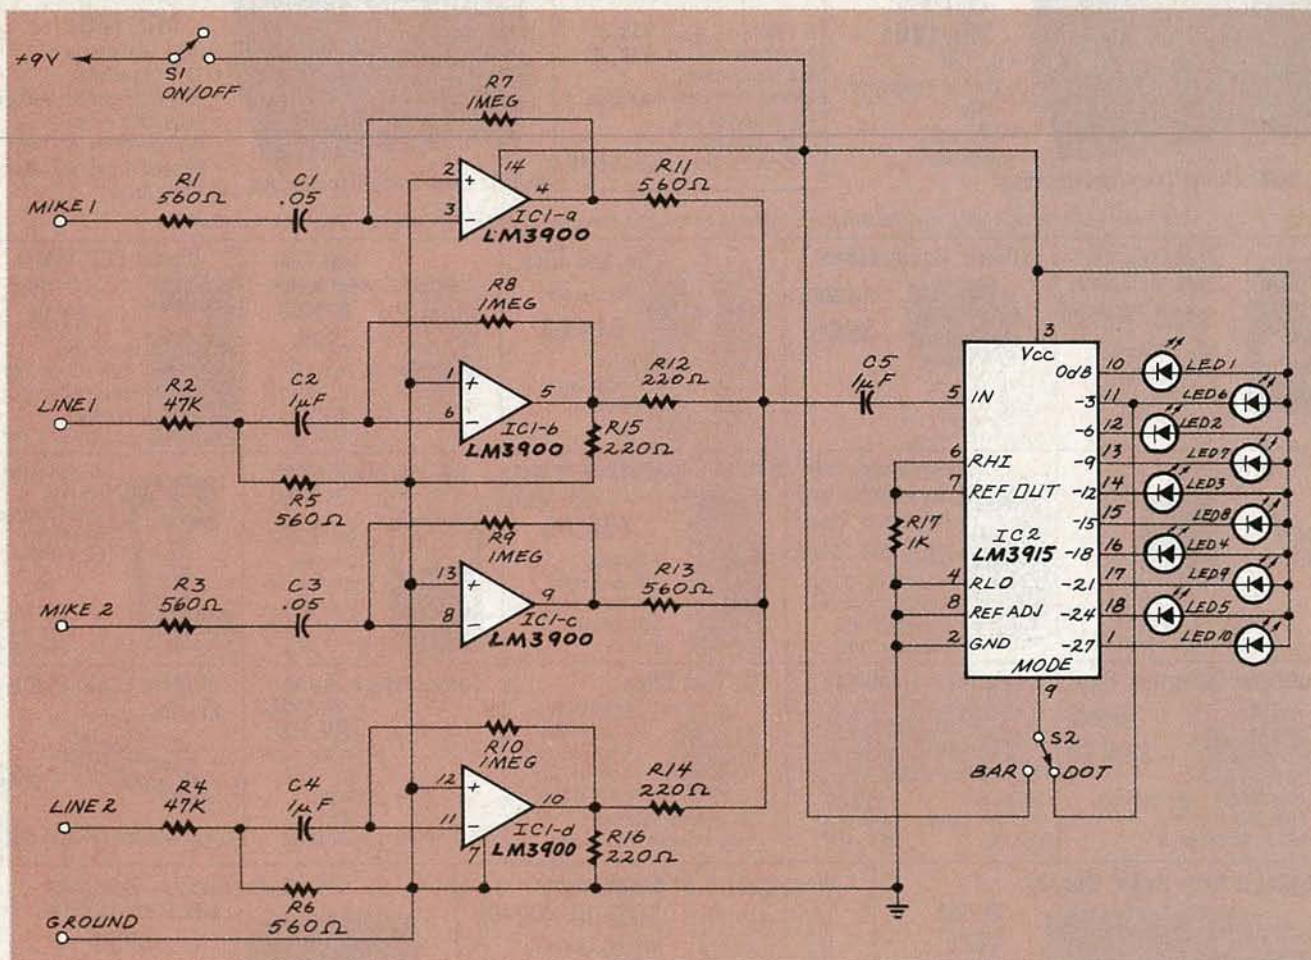 +9V
S1
ON/OFF
R7
1MEG
R1
560Ω
C1
.05
MIKE 1
2
+
3
−
14
4
IC1-a
LM3900
R11
560Ω
R8
1MEG
R2
47K
C2
1µF
LINE 1
1
+
6
−
5
IC1-b
LM3900
R12
220Ω
R15
220Ω
R5
560Ω
C5
1µF
R9
1MEG
R3
560Ω
C3
.05
MIKE 2
13
+
8
−
9
IC1-c
LM3900
R13
560Ω
R10
1MEG
R4
47K
C4
1µF
LINE 2
12
+
11
−
7
10
IC1-d
LM3900
R14
220Ω
R16
220Ω
R6
560Ω
GROUND
3
Vcc
5 IN
6 RHI
7 REF OUT
R17
1K
IC2
LM3915
4 RLO
8 REF ADJ
2 GND
MODE
9
0dB 10 LED1
-3 11 LED6
-6 12 LED2
-9 13 LED7
-12 14 LED3
-15 15 LED8
-18 16 LED4
-21 17 LED9
-24 18 LED5
-27 1 LED10
S2
BAR
DOT